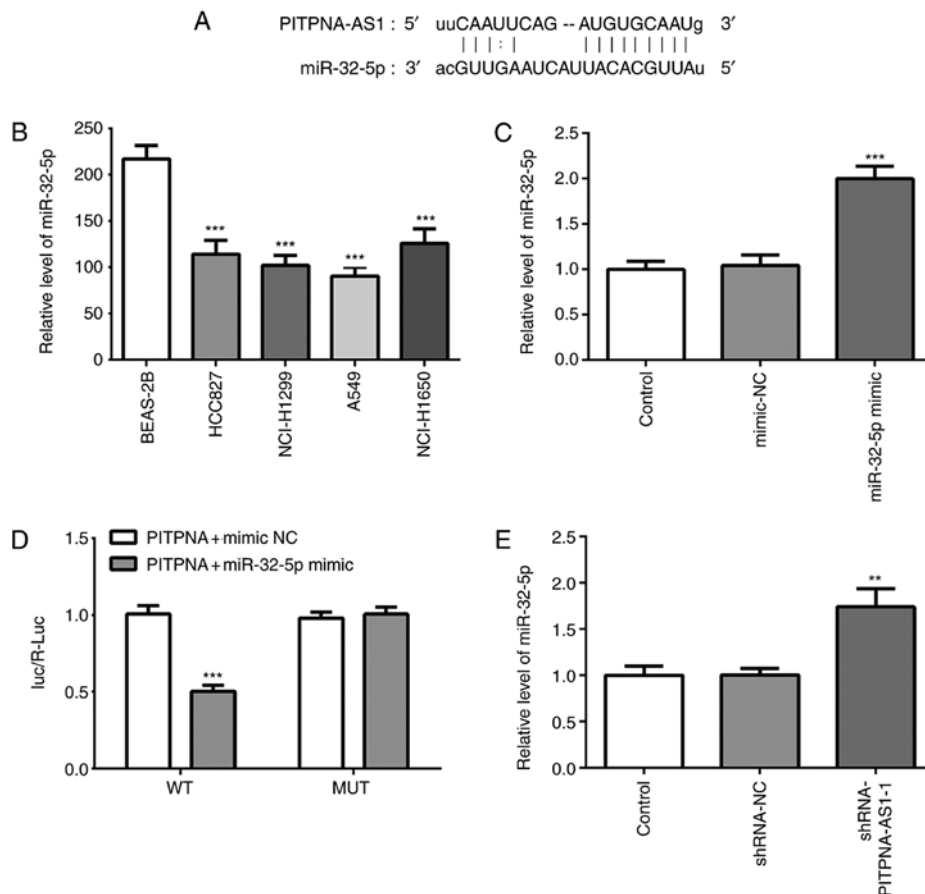 A
PITPNA-AS1 : 5′ uuCAAUUCAG -- AUGUGCAAUg 3′
| | | : | | | | | | | | | |
miR-32-5p : 3′ acGUUGAAUCAUUACACGUUAu 5′
B
Relative level of miR-32-5p
250
200
150
100
50
0
***
***
***
***
BEAS-2B
HCC827
NCI-H1299
A549
NCI-H1650
C
Relative level of miR-32-5p
2.5
2.0
1.5
1.0
0.5
0.0
***
Control
mimic-NC
miR-32-5p mimic
D
PITPNA+mimic NC
PITPNA+miR-32-5p mimic
luc/R-Luc
1.5
1.0
0.5
0.0
***
WT
MUT
E
Relative level of miR-32-5p
2.5
2.0
1.5
1.0
0.5
0.0
**
Control
shRNA-NC
shRNA-
PITPNA-AS1-1